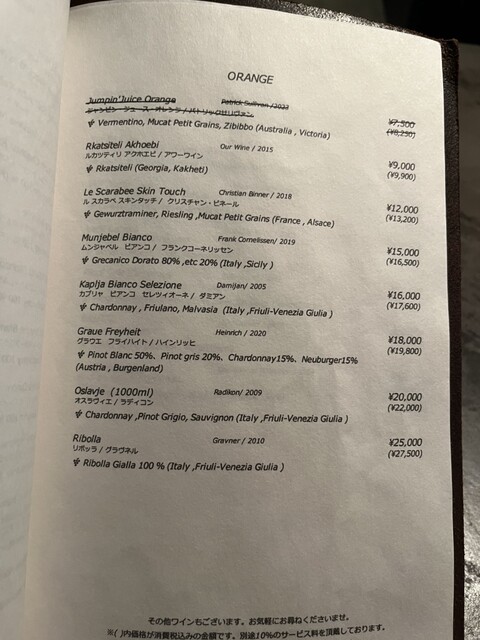 ORANGE
Jumpin'Juice Orange Patrick Sullivan /2023
ジャンピン ジュース オレンジ / パトリックサリヴァン ¥7,500
Vermentino, Mucat Petit Grains, Zibibbo (Australia , Victoria) (¥8,250)
Rkatsiteli Akhoebi Our Wine / 2015
ルカツティリ アクホエビ / アワーワイン ¥9,000
Rkatsiteli (Georgia, Kakheti) (¥9,900)
Le Scarabee Skin Touch Christian Binner / 2018
ル スカラベ スキンタッチ / クリスチャン・ビネール ¥12,000
Gewurztraminer, Riesling ,Mucat Petit Grains (France , Alsace) (¥13,200)
Munjebel Bianco Frank Cornelissen/ 2019
ムンジャベル ビアンコ / フランクコーネリッセン ¥15,000
Grecanico Dorato 80% ,etc 20% (Italy ,Sicily ) (¥16,500)
Kaplja Bianco Selezione Damijan/ 2005
カプリャ ビアンコ セレツィオーネ / ダミアン ¥16,000
Chardonnay , Friulano, Malvasia (Italy ,Friuli-Venezia Giulia ) (¥17,600)
Graue Freyheit Heinrich / 2020
グラウエ フライハイト / ハインリッヒ ¥18,000
Pinot Blanc 50%、Pinot gris 20%、Chardonnay15%、Neuburger15% (¥19,800)
(Austria , Burgenland)
Oslavje (1000ml) Radikon/ 2009
オスラヴィエ / ラディコン ¥20,000
Chardonnay ,Pinot Grigio, Sauvignon (Italy ,Friuli-Venezia Giulia ) (¥22,000)
Ribolla Gravner / 2010
リボッラ / グラヴネル ¥25,000
Ribolla Gialla 100 % (Italy ,Friuli-Venezia Giulia ) (¥27,500)
その他ワインもございます。お気軽にお尋ねくださいませ。
※( )内価格が消費税込みの金額です。別途10%のサービス料を頂戴しております。